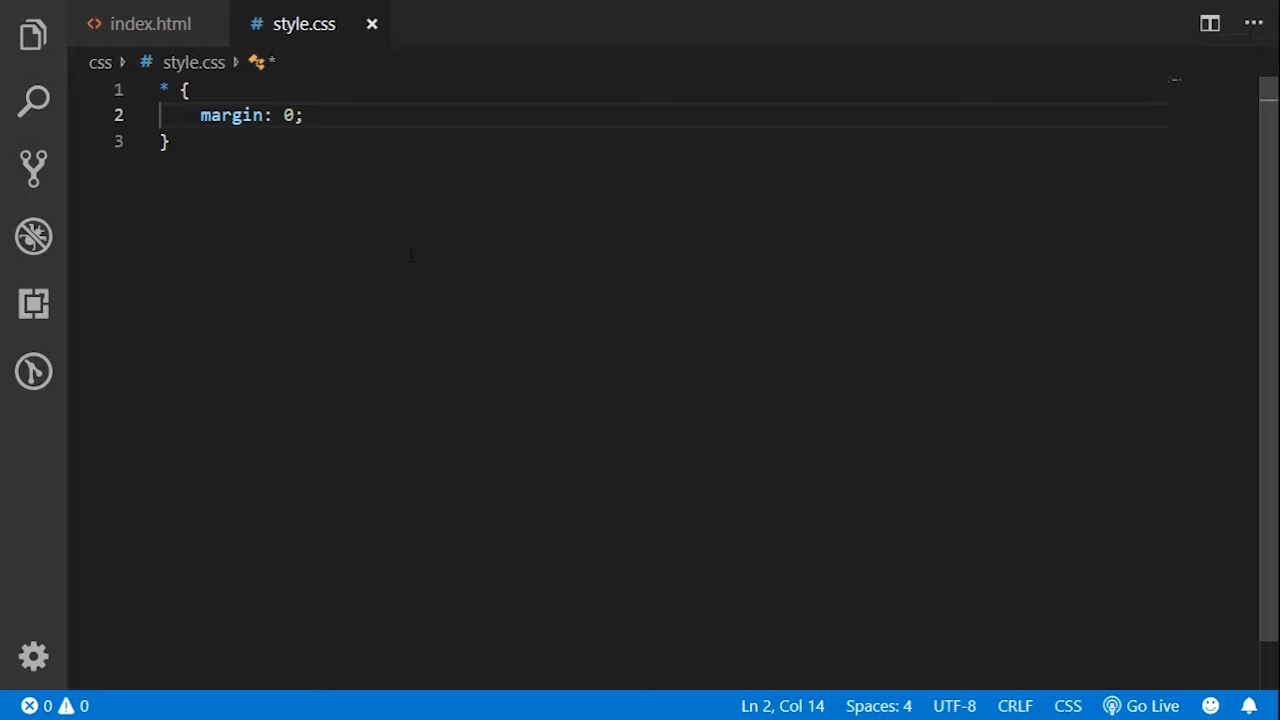 <> index.html # style.css ×
css # style.css *
1 * {
2 margin: 0;
3 }
0 0 Ln 2, Col 14 Spaces: 4 UTF-8 CRLF CSS Go Live